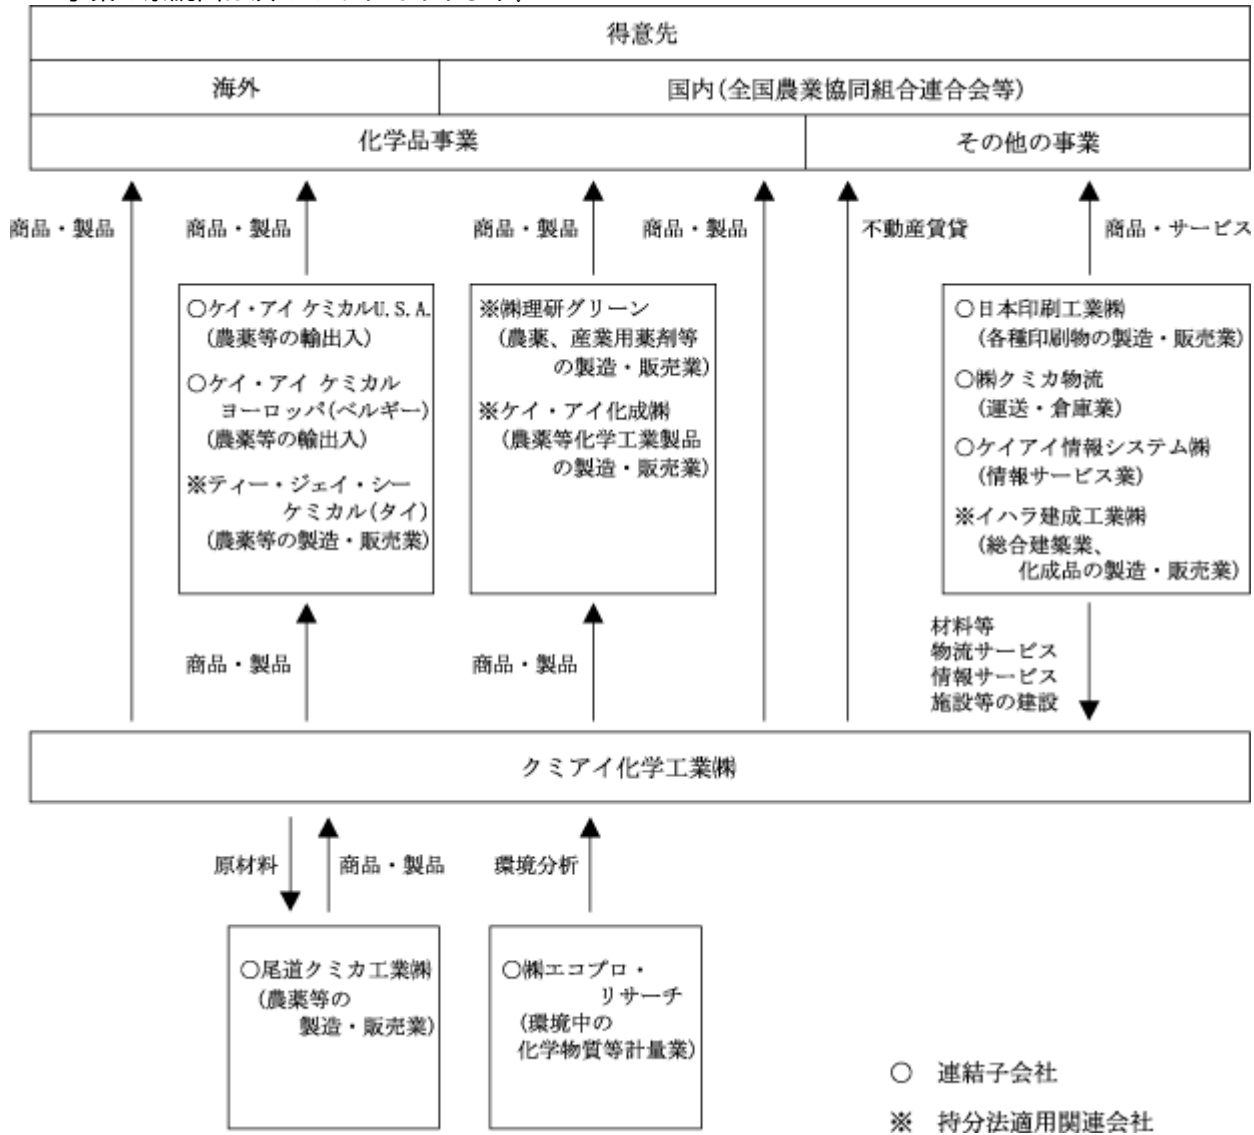 得意先
海外
国内(全国農業協同組合連合会等)
化学品事業
その他の事業
商品・製品
商品・製品
商品・製品
商品・製品
不動産賃貸
商品・サービス
○ケイ・アイ ケミカルU.S.A.
(農薬等の輸出入)
○ケイ・アイ ケミカル
ヨーロッパ(ベルギー)
(農薬等の輸出入)
※ティー・ジェイ・シー
ケミカル(タイ)
(農薬等の製造・販売業)
※㈱理研グリーン
(農薬、産業用薬剤等
の製造・販売業)
※ケイ・アイ化成㈱
(農薬等化学工業製品
の製造・販売業)
○日本印刷工業㈱
(各種印刷物の製造・販売業)
○㈱クミカ物流
(運送・倉庫業)
○ケイアイ情報システム㈱
(情報サービス業)
※イハラ建成工業㈱
(総合建築業、
化成品の製造・販売業)
商品・製品
商品・製品
材料等
物流サービス
情報サービス
施設等の建設
クミアイ化学工業㈱
原材料
商品・製品
環境分析
○尾道クミカ工業㈱
(農薬等の
製造・販売業)
○㈱エコプロ・
リサーチ
(環境中の
化学物質等計量業)
○ 連結子会社
※ 持分法適用関連会社